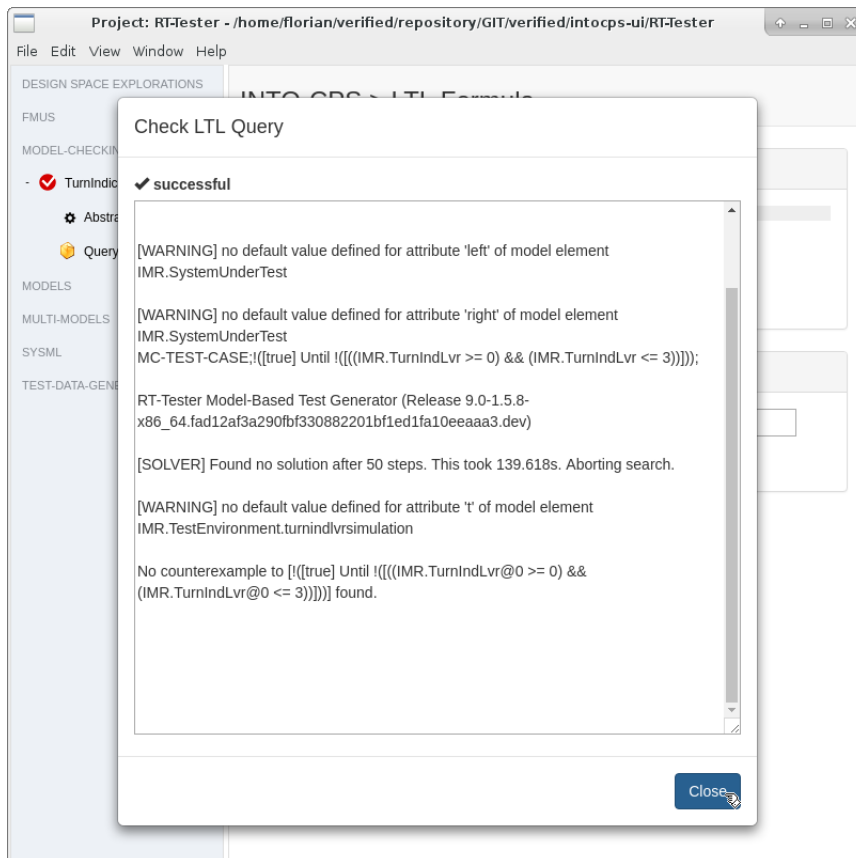 Project: RT-Tester - /home/florian/verified/repository/GIT/verified/intocps-ui/RT-Tester
File Edit View Window Help
DESIGN SPACE EXPLORATIONS
FMUS
MODEL-CHECKIN
- TurnIndic
Abstra
Query
MODELS
MULTI-MODELS
SYSML
TEST-DATA-GENE
INTO-CPS > LTL Formula
Check LTL Query
successful
[WARNING] no default value defined for attribute 'left' of model element
IMR.SystemUnderTest
[WARNING] no default value defined for attribute 'right' of model element
IMR.SystemUnderTest
MC-TEST-CASE;!([true] Until !([((IMR.TurnIndLvr >= 0) && (IMR.TurnIndLvr <= 3))]));
RT-Tester Model-Based Test Generator (Release 9.0-1.5.8-
x86_64.fad12af3a290fbf330882201bf1ed1fa10eeaaa3.dev)
[SOLVER] Found no solution after 50 steps. This took 139.618s. Aborting search.
[WARNING] no default value defined for attribute 't' of model element
IMR.TestEnvironment.turnindlvrsimulation
No counterexample to [!([true] Until !([((IMR.TurnIndLvr@0 >= 0) &&
(IMR.TurnIndLvr@0 <= 3))]))] found.
Close